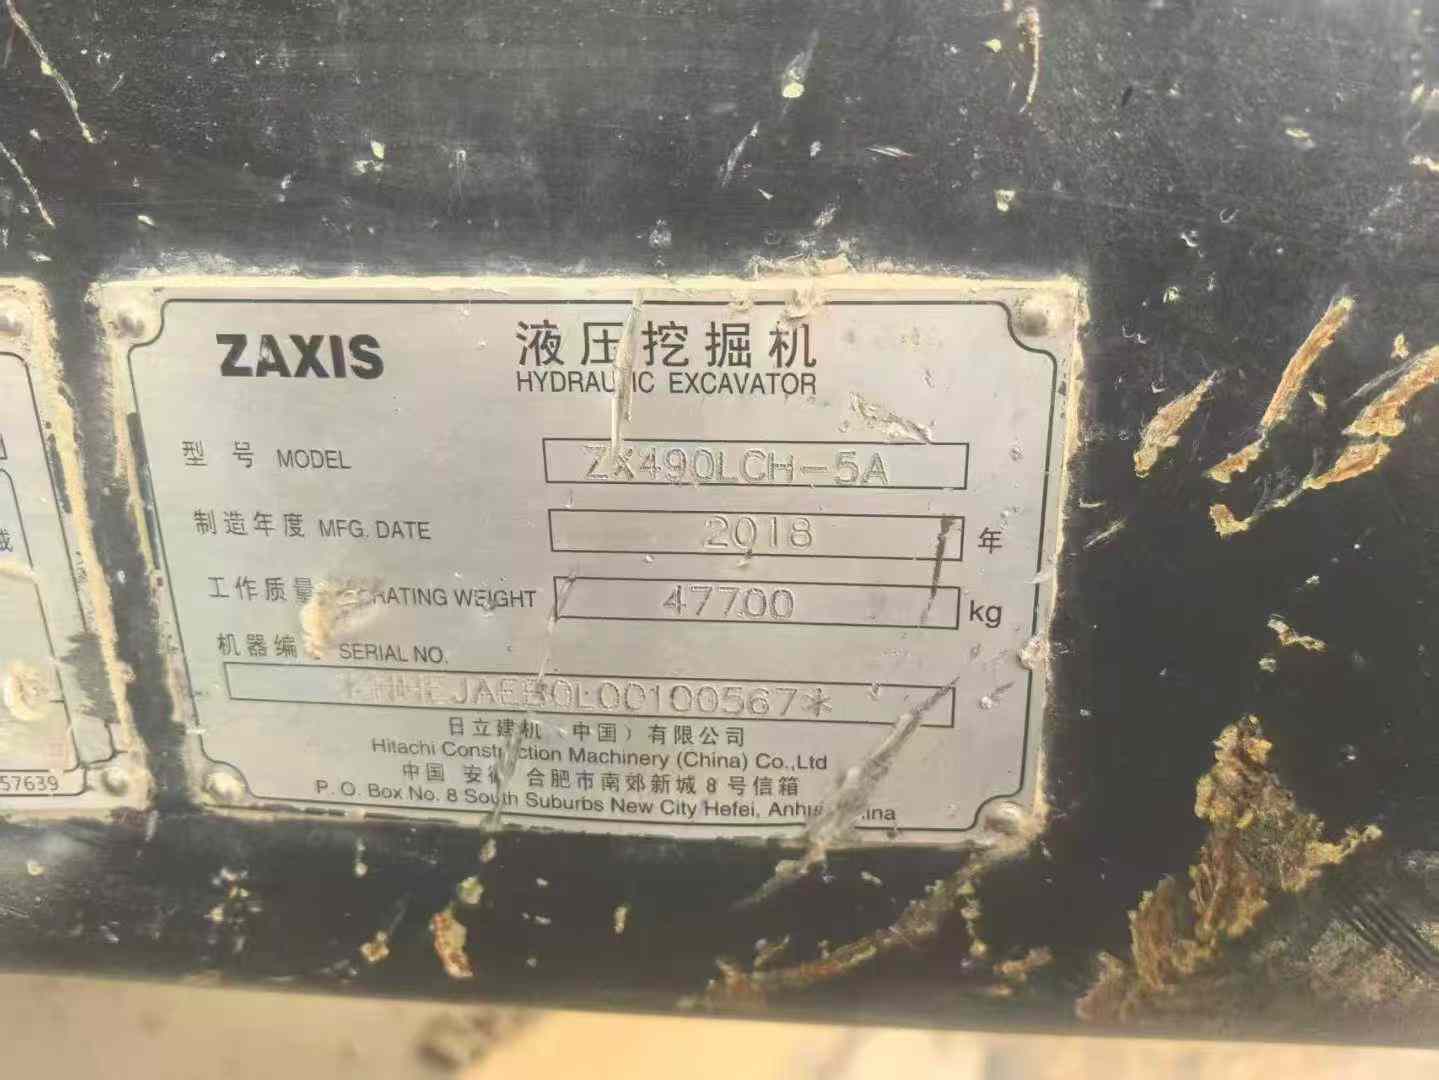 ZAXIS
液压挖掘机
HYDRAULIC EXCAVATOR
型号 MODEL ZX490LCH-5A
制造年度 MFG. DATE 2018 年
工作质量 WEIGHT 47700 kg
机器编 SERIAL NO.
日立建机(中国)有限公司
Hitachi Construction Machinery (China) Co.,Ltd
中国 安徽 合肥市南郊新城8号信箱
P. O. Box No. 8 South Suburbs New City Hefei, Anhui China
57639